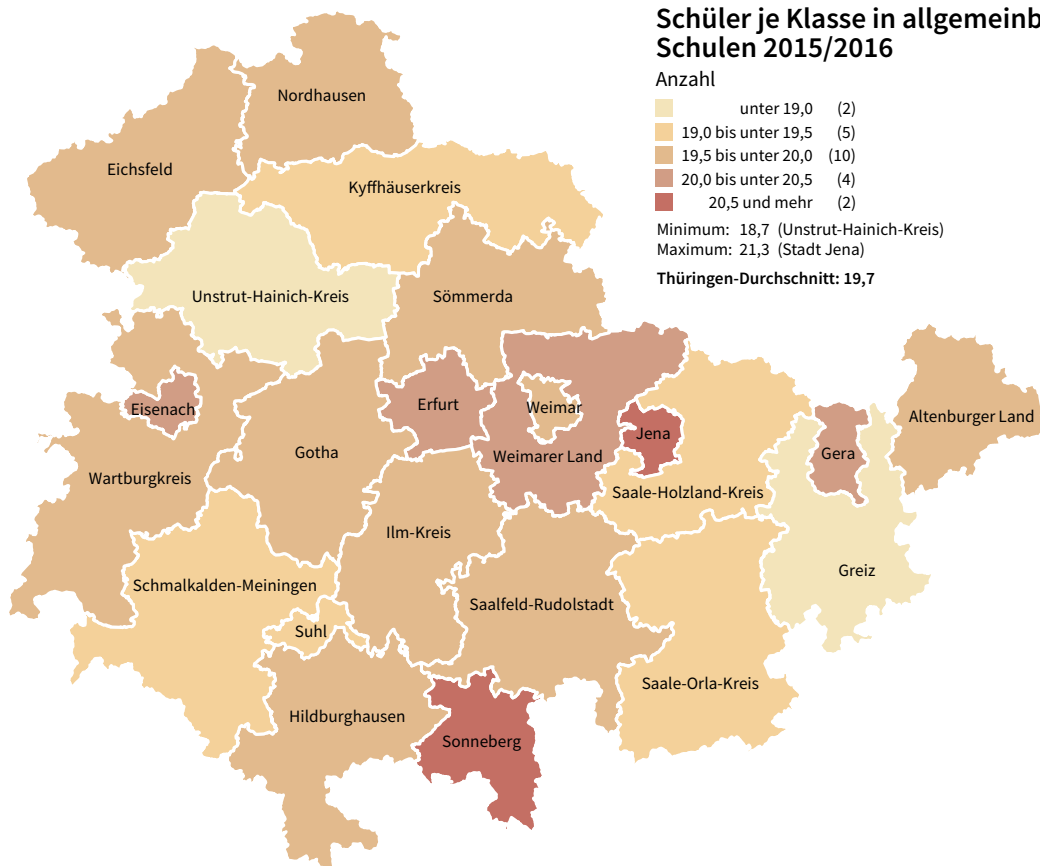 Schüler je Klasse in allgemeinb
Schulen 2015/2016
Anzahl
unter 19,0 (2)
19,0 bis unter 19,5 (5)
19,5 bis unter 20,0 (10)
20,0 bis unter 20,5 (4)
20,5 und mehr (2)
Minimum: 18,7 (Unstrut-Hainich-Kreis)
Maximum: 21,3 (Stadt Jena)
Thüringen-Durchschnitt: 19,7
Nordhausen
Eichsfeld
Kyffhäuserkreis
Unstrut-Hainich-Kreis
Sömmerda
Eisenach
Erfurt
Weimar
Altenburger Land
Jena
Gotha
Weimarer Land
Gera
Wartburgkreis
Saale-Holzland-Kreis
Ilm-Kreis
Greiz
Schmalkalden-Meiningen
Saalfeld-Rudolstadt
Suhl
Saale-Orla-Kreis
Hildburghausen
Sonneberg